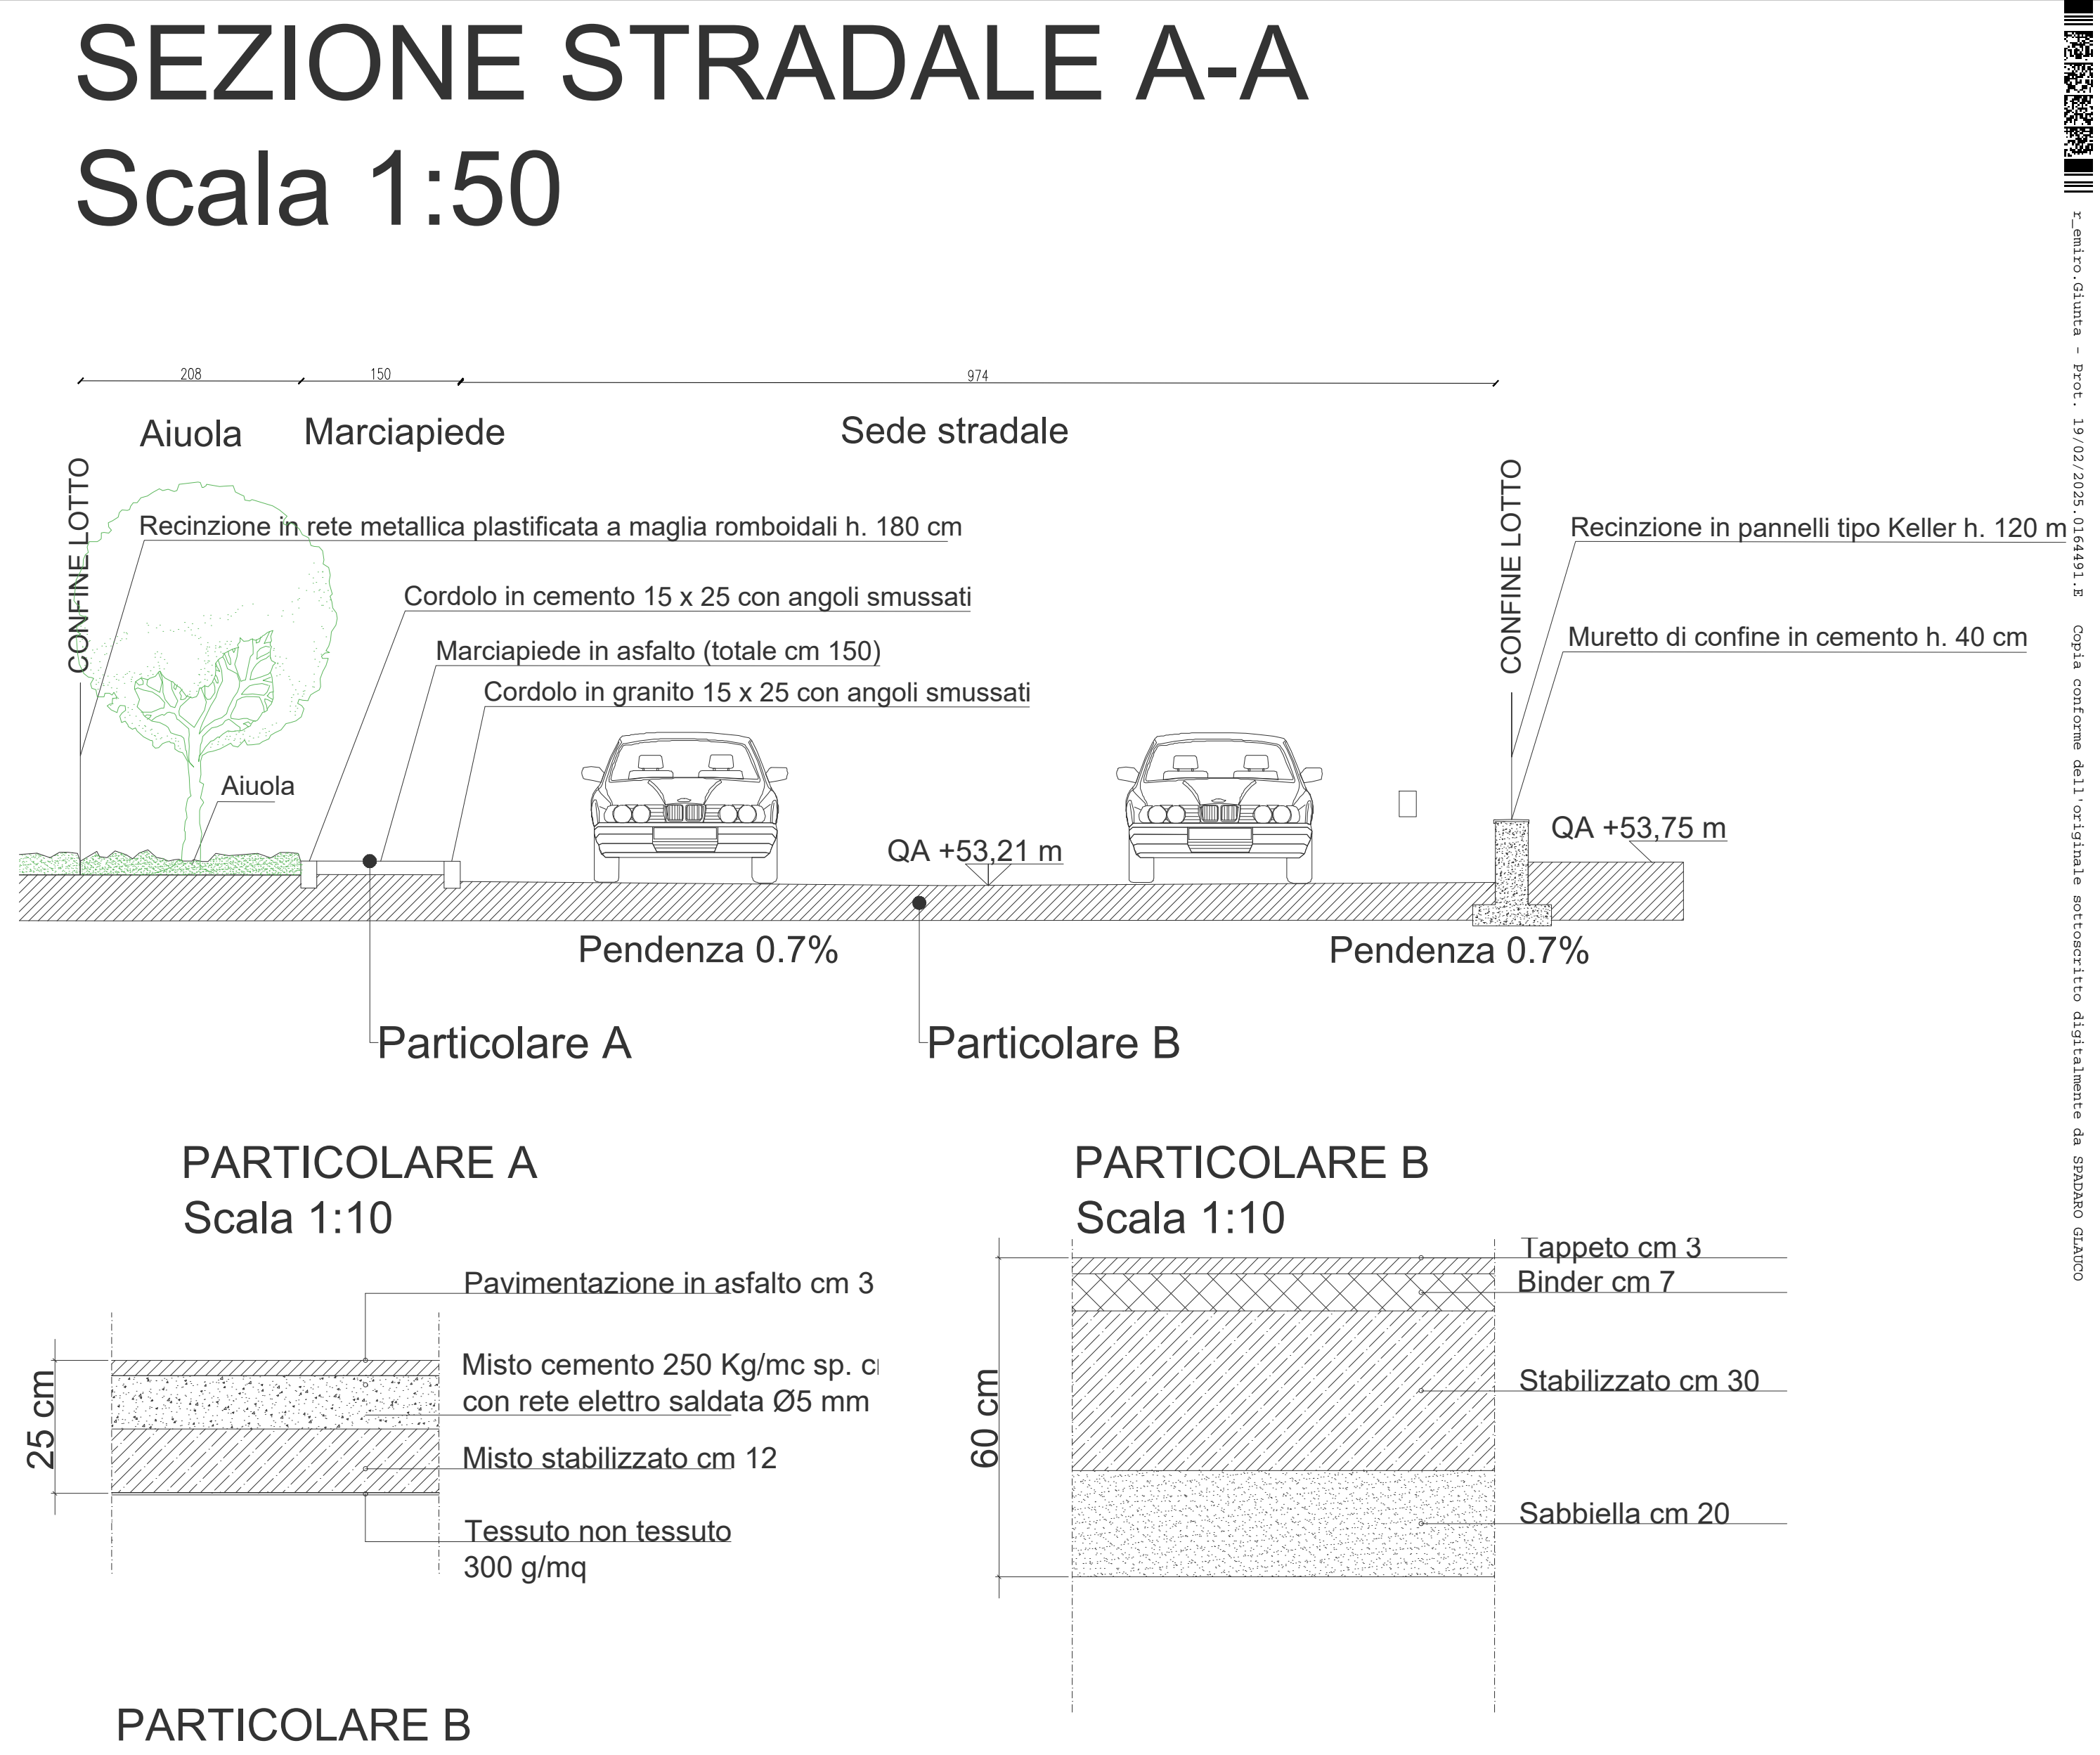 SEZIONE STRADALE A-A
Scala 1:50
208
150
974
Aiuola
Marciapiede
Sede stradale
CONFINE LOTTO
CONFINE LOTTO
Recinzione in rete metallica plastificata a maglia romboidali h. 180 cm
Recinzione in pannelli tipo Keller h. 120 m
Cordolo in cemento 15 x 25 con angoli smussati
Marciapiede in asfalto (totale cm 150)
Muretto di confine in cemento h. 40 cm
Cordolo in granito 15 x 25 con angoli smussati
Aiuola
QA +53,21 m
QA +53,75 m
Pendenza 0.7%
Pendenza 0.7%
Particolare A
Particolare B
PARTICOLARE A
Scala 1:10
Pavimentazione in asfalto cm 3
Misto cemento 250 Kg/mc sp.
con rete elettro saldata Ø5 mm
Misto stabilizzato cm 12
Tessuto non tessuto
300 g/mq
25 cm
PARTICOLARE B
Scala 1:10
Tappeto cm 3
Binder cm 7
Stabilizzato cm 30
Sabbiella cm 20
60 cm
PARTICOLARE B
r_emiro.Giunta - Prot. 19/02/2025.0164491.E Copia conforme dell'originale sottoscritto digitalmente da SPADARO GLAUCO